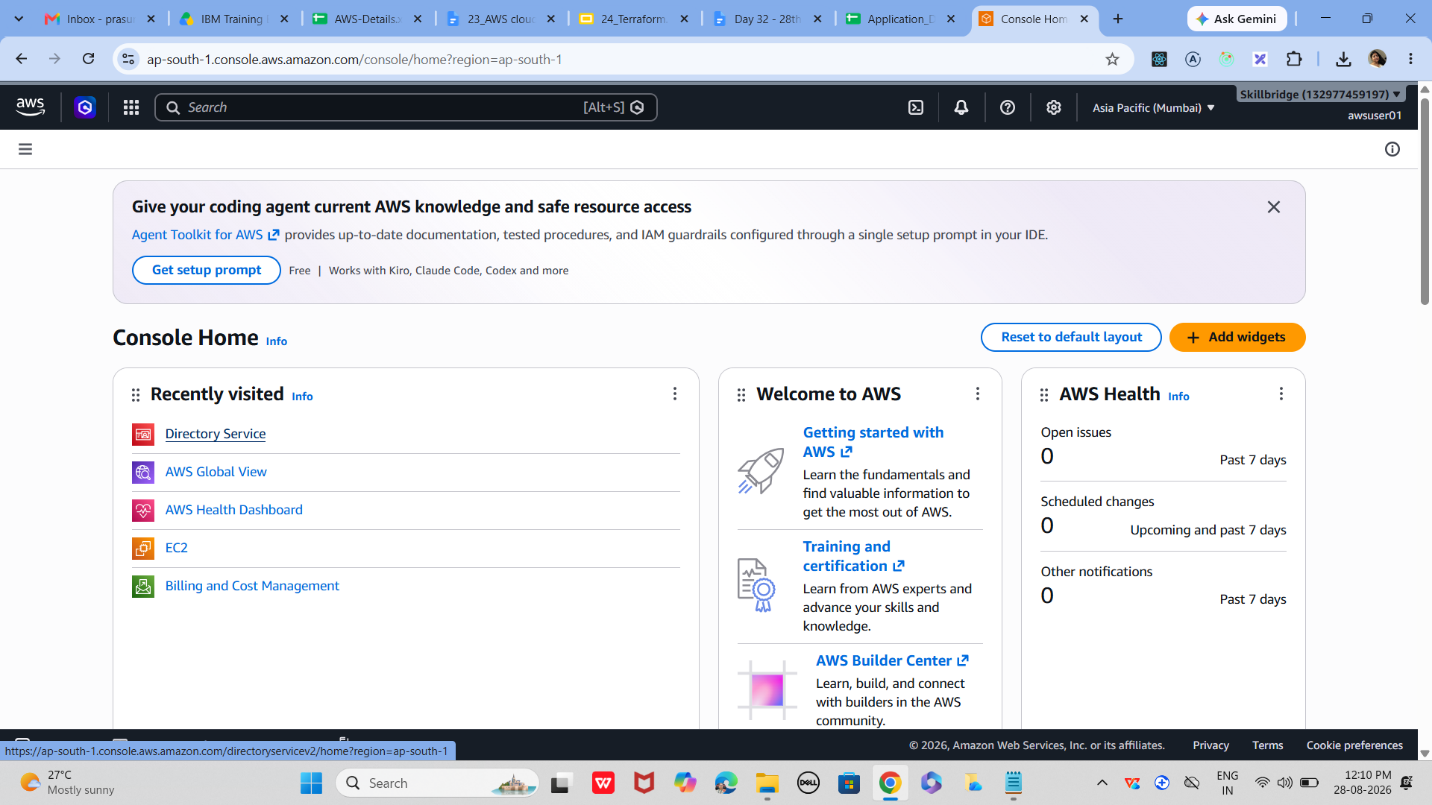 Inbox - prasu
IBM Training
AWS-Details.x
23_AWS clou
24_Terraform
Day 32 - 28th
Application_D
Console Hom
Ask Gemini
ap-south-1.console.aws.amazon.com/console/home?region=ap-south-1
aws
Search
[Alt+S]
Asia Pacific (Mumbai)
Skillbridge (132977459197)
awsuser01
Give your coding agent current AWS knowledge and safe resource access
Agent Toolkit for AWS provides up-to-date documentation, tested procedures, and IAM guardrails configured through a single setup prompt in your IDE.
Get setup prompt
Free | Works with Kiro, Claude Code, Codex and more
Console Home Info
Reset to default layout
+ Add widgets
Recently visited Info
Directory Service
AWS Global View
AWS Health Dashboard
EC2
Billing and Cost Management
Welcome to AWS
Getting started with
AWS
Learn the fundamentals and
find valuable information to
get the most out of AWS.
Training and
certification
Learn from AWS experts and
advance your skills and
knowledge.
AWS Builder Center
Learn, build, and connect
with builders in the AWS
community.
AWS Health Info
Open issues
0
Past 7 days
Scheduled changes
0
Upcoming and past 7 days
Other notifications
0
Past 7 days
https://ap-south-1.console.aws.amazon.com/directoryservicev2/home?region=ap-south-1
© 2026, Amazon Web Services, Inc. or its affiliates.
Privacy
Terms
Cookie preferences
27°C
Mostly sunny
Search
DELL
ENG
IN
12:10 PM
28-08-2026